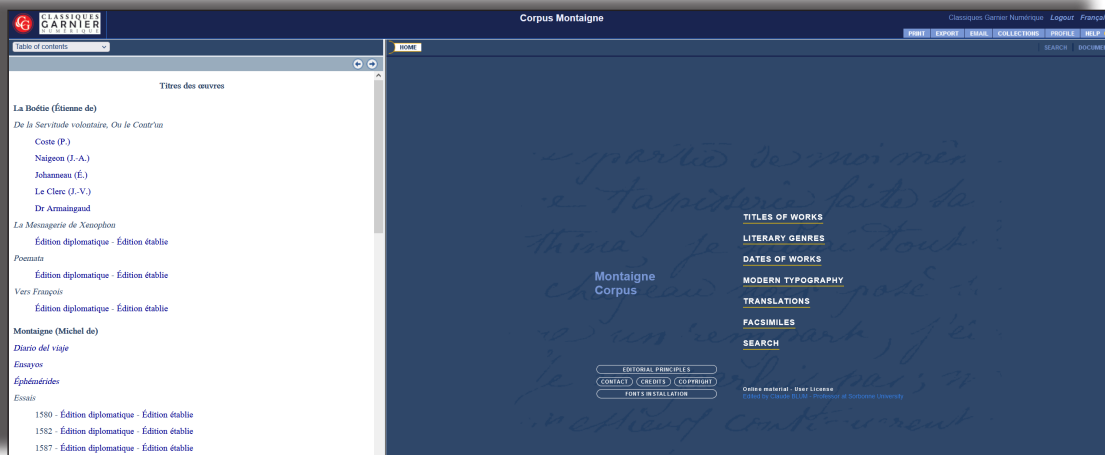 CLASSIQUES
GARNIER
NUMERIQUE
Corpus Montaigne
Classiques Garnier Numérique Logout Françai
PRINT EXPORT EMAIL COLLECTIONS PROFILE HELP
Table of contents
HOME
SEARCH DOCUME
Titres des œuvres
La Boétie (Étienne de)
De la Servitude volontaire, Ou le Contr'un
Coste (P.)
Naigeon (J.-A.)
Johanneau (É.)
Le Clerc (J.-V.)
Dr Armaingaud
La Mesnagerie de Xenophon
Édition diplomatique - Édition établie
Poemata
Édition diplomatique - Édition établie
Vers François
Édition diplomatique - Édition établie
Montaigne (Michel de)
Diario del viaje
Ensayos
Éphémérides
Essais
1580 - Édition diplomatique - Édition établie
1582 - Édition diplomatique - Édition établie
1587 - Édition diplomatique - Édition établie
Montaigne
Corpus
TITLES OF WORKS
LITERARY GENRES
DATES OF WORKS
MODERN TYPOGRAPHY
TRANSLATIONS
FACSIMILES
SEARCH
EDITORIAL PRINCIPLES
CONTACT CREDITS COPYRIGHT
FONTS INSTALLATION
Online material - User License
Edited by Claude BLUM - Professor at Sorbonne University